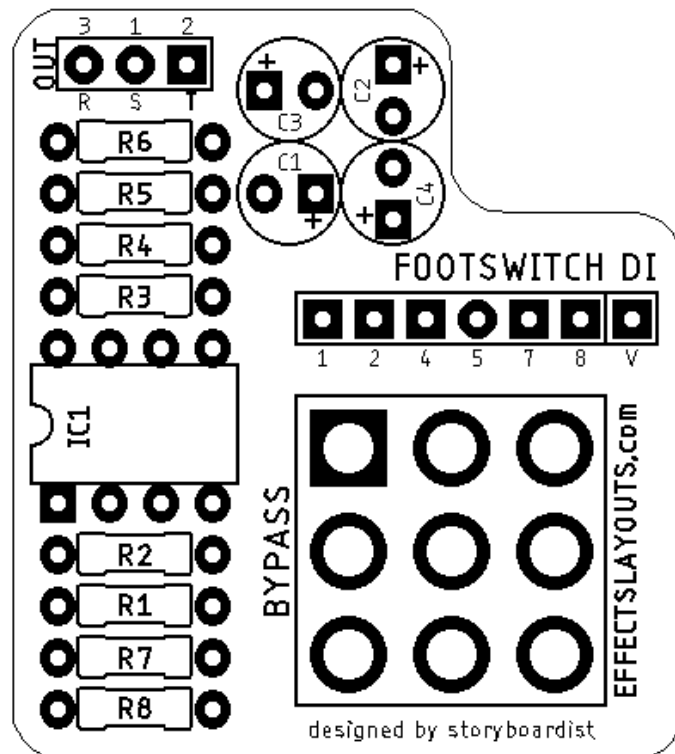 3 1 2
OUT
R S T
R6
R5
R4
R3
C3
C2
C1
C4
FOOTSWITCH DI
1 2 4 5 7 8 V
IC1
BYPASS
EFFECTSLAYOUTS.com
R2
R1
R7
R8
designed by storyboardist